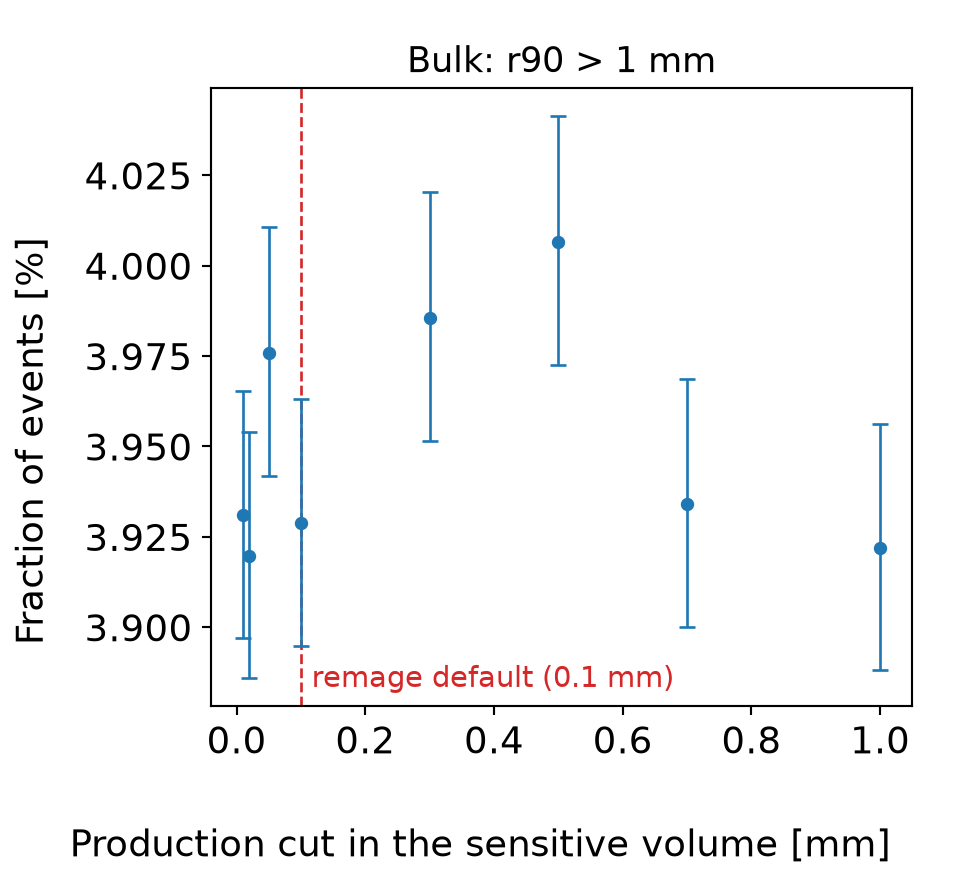 Bulk: r90 > 1 mm
Fraction of events [%]
4.025
4.000
3.975
3.950
3.925
3.900
remage default (0.1 mm)
0.0 0.2 0.4 0.6 0.8 1.0
Production cut in the sensitive volume [mm]